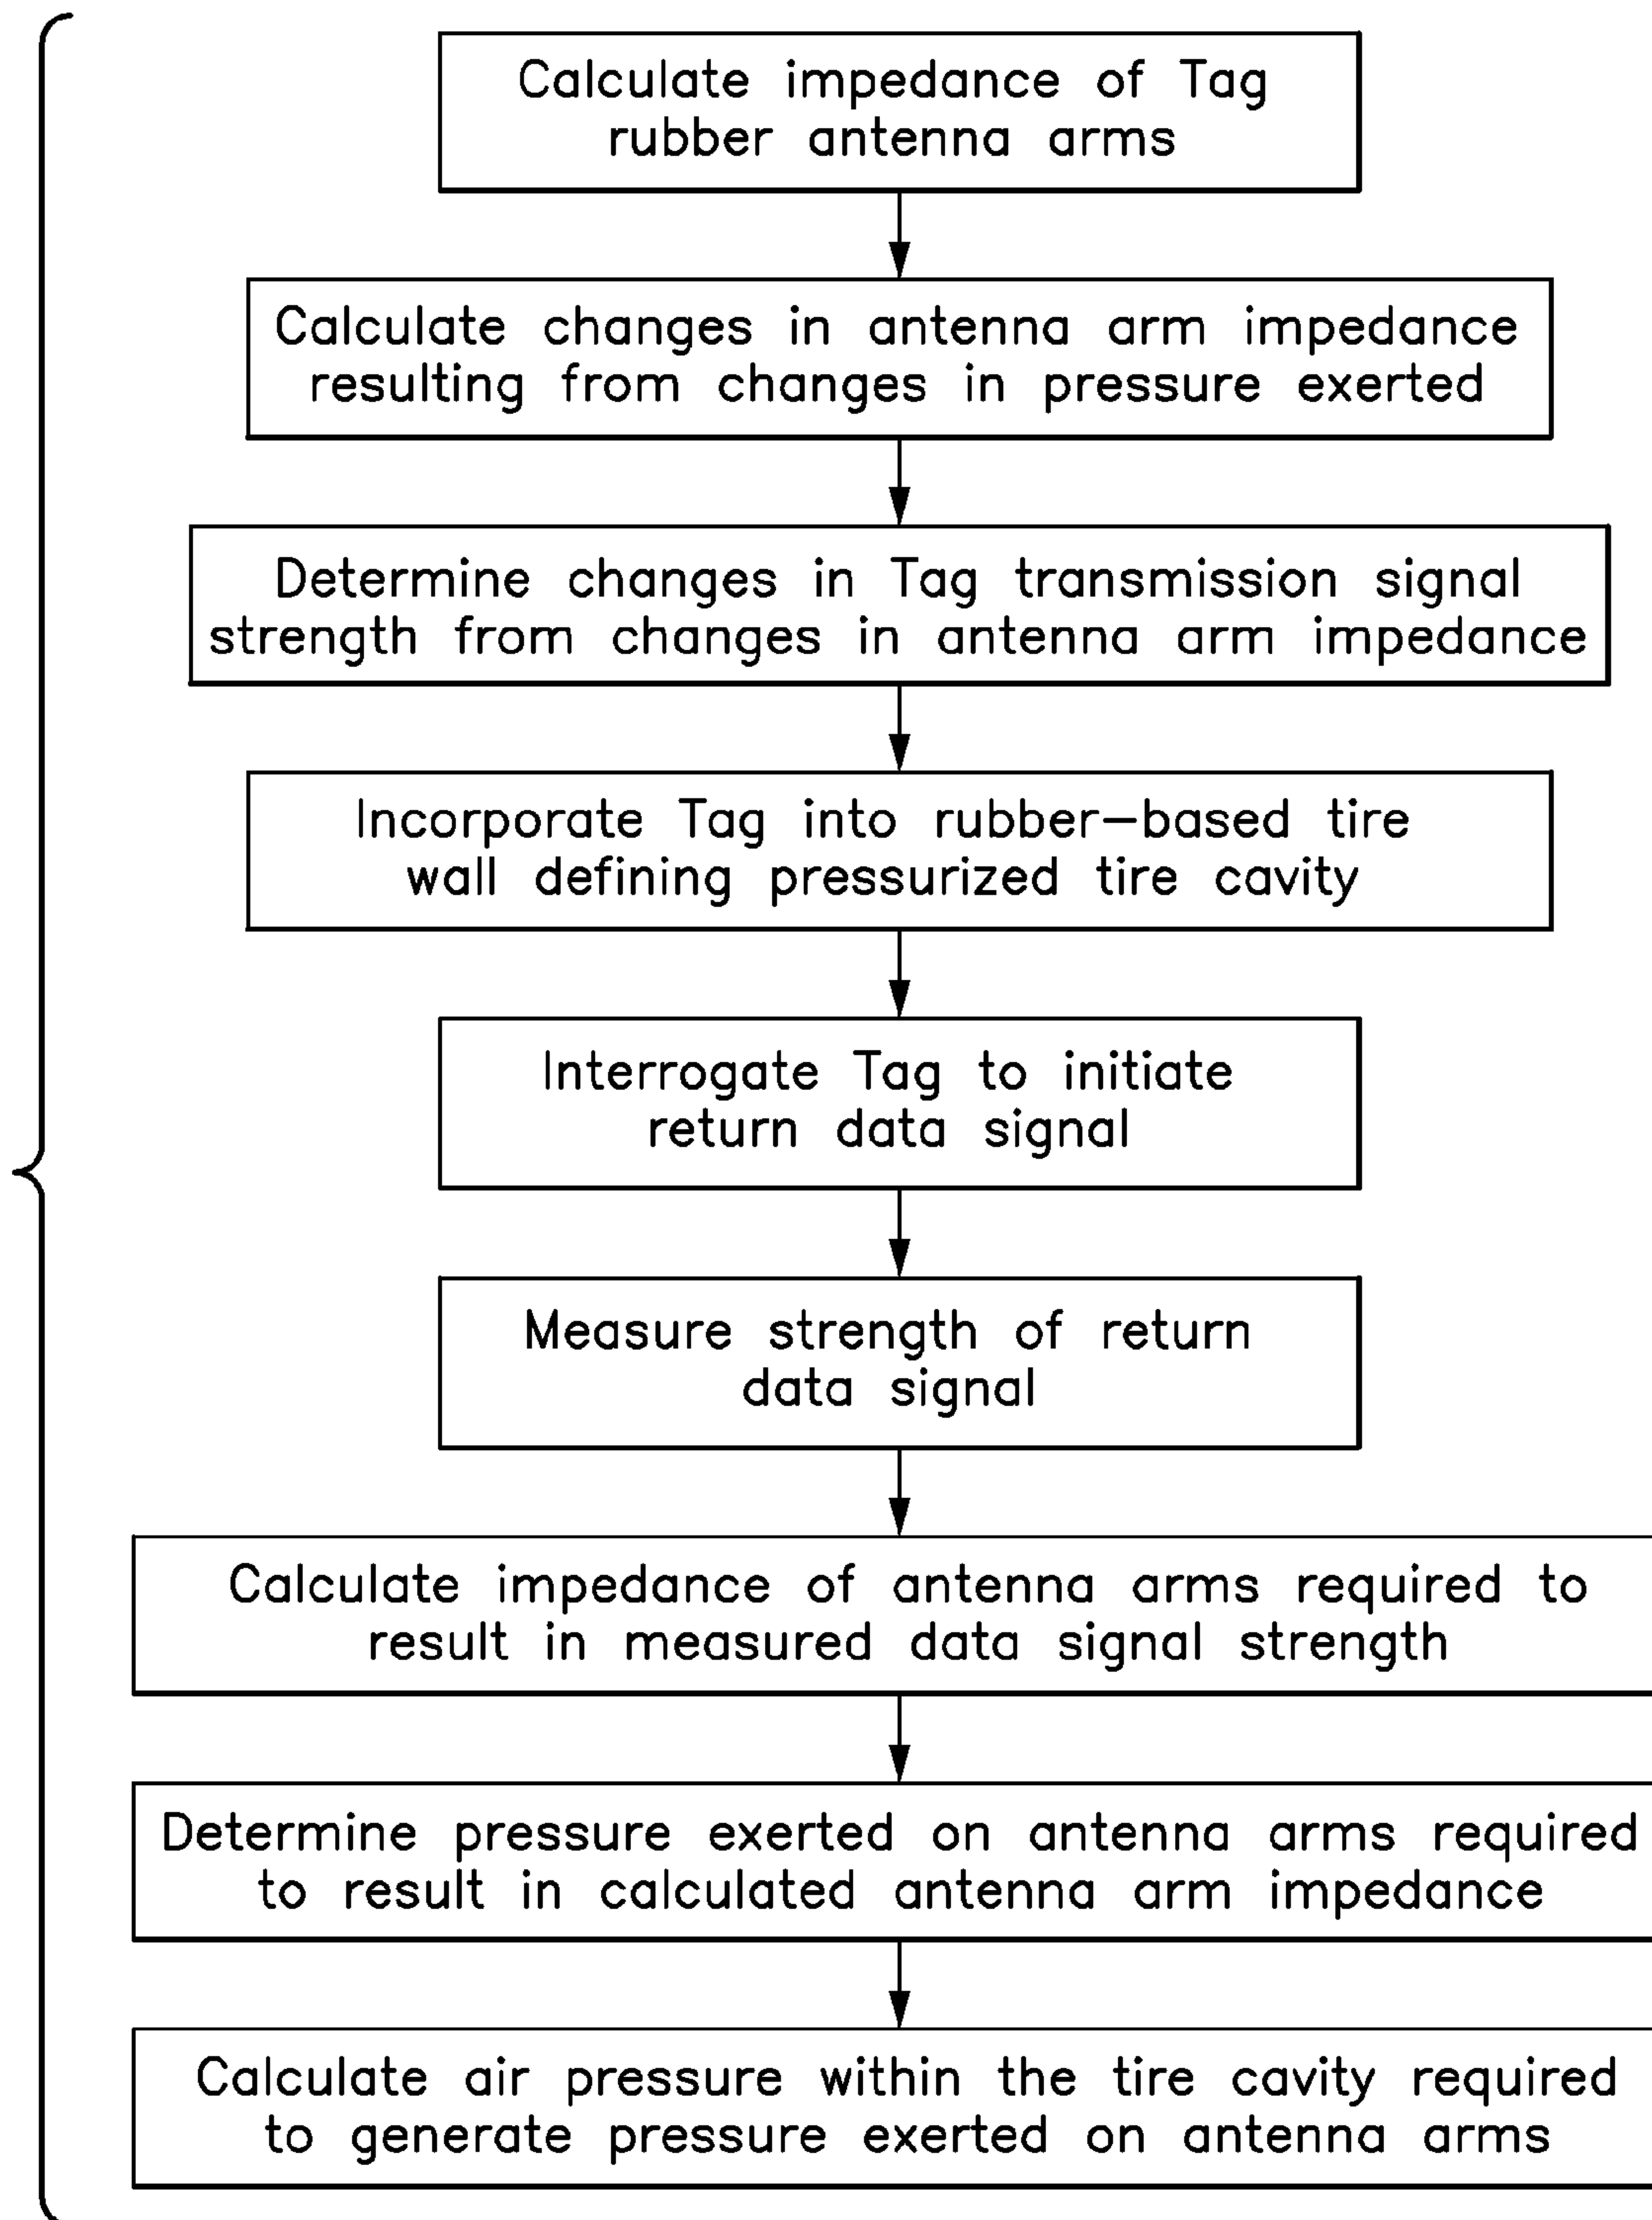 Calculate impedance of Tag
rubber antenna arms
Calculate changes in antenna arm impedance
resulting from changes in pressure exerted
Determine changes in Tag transmission signal
strength from changes in antenna arm impedance
Incorporate Tag into rubber-based tire
wall defining pressurized tire cavity
Interrogate Tag to initiate
return data signal
Measure strength of return
data signal
Calculate impedance of antenna arms required to
result in measured data signal strength
Determine pressure exerted on antenna arms required
to result in calculated antenna arm impedance
Calculate air pressure within the tire cavity required
to generate pressure exerted on antenna arms